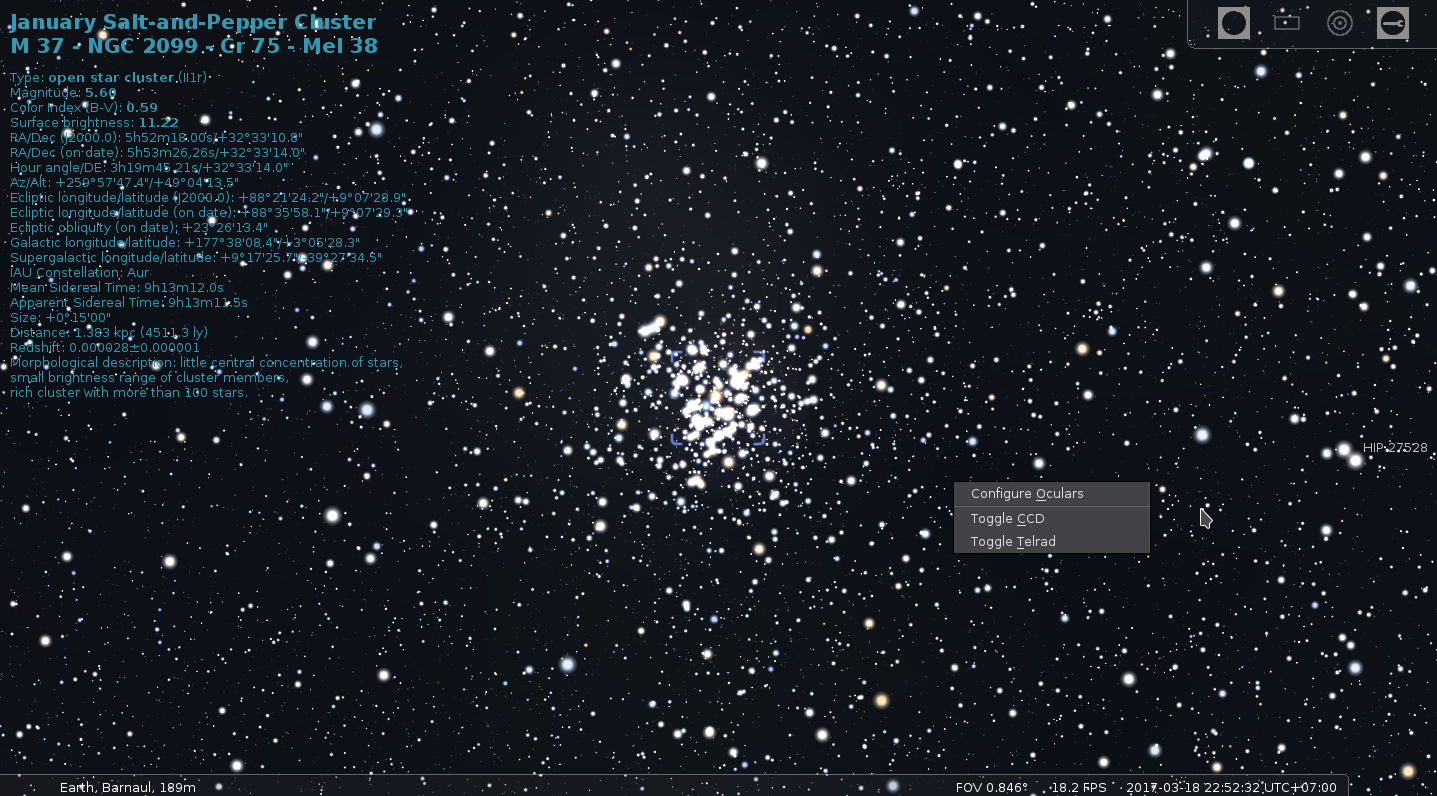 January Salt-and-Pepper Cluster
M 37 - NGC 2099 - Cr 75 - Mel 38
Type: open star cluster (II1r)
Magnitude: 5.60
Color Index (B-V): 0.59
Surface brightness: 11.22
RA/Dec (J2000.0): 5h52m18.00s/+32°33'10.8"
RA/Dec (on date): 5h53m26.26s/+32°33'14.0"
Hour angle/DE: 3h19m45.21s/+32°33'14.0"
Az/Alt: +259°57'47.4"/+49°04'13.5"
Ecliptic longitude/latitude (J2000.0): +88°21'24.2"/+9°07'28.9"
Ecliptic longitude/latitude (on date): +88°35'58.1"/+9°07'29.3"
Ecliptic obliquity (on date): +23°26'13.4"
Galactic longitude/latitude: +177°38'08.4"/+3°05'28.3"
Supergalactic longitude/latitude: +9°17'25.7"/-39°27'34.5"
IAU Constellation: Aur
Mean Sidereal Time: 9h13m12.0s
Apparent Sidereal Time: 9h13m11.5s
Size: +0°15'00"
Distance: 1.383 kpc (4511.3 ly)
Redshift: 0.000028±0.000001
Morphological description: little central concentration of stars,
small brightness range of cluster members,
rich cluster with more than 100 stars.
HIP 27528
Configure Oculars
Toggle CCD
Toggle Telrad
Earth, Barnaul, 189m
FOV 0.846°
18.2 FPS
2017-03-18 22:52:32 UTC+07:00